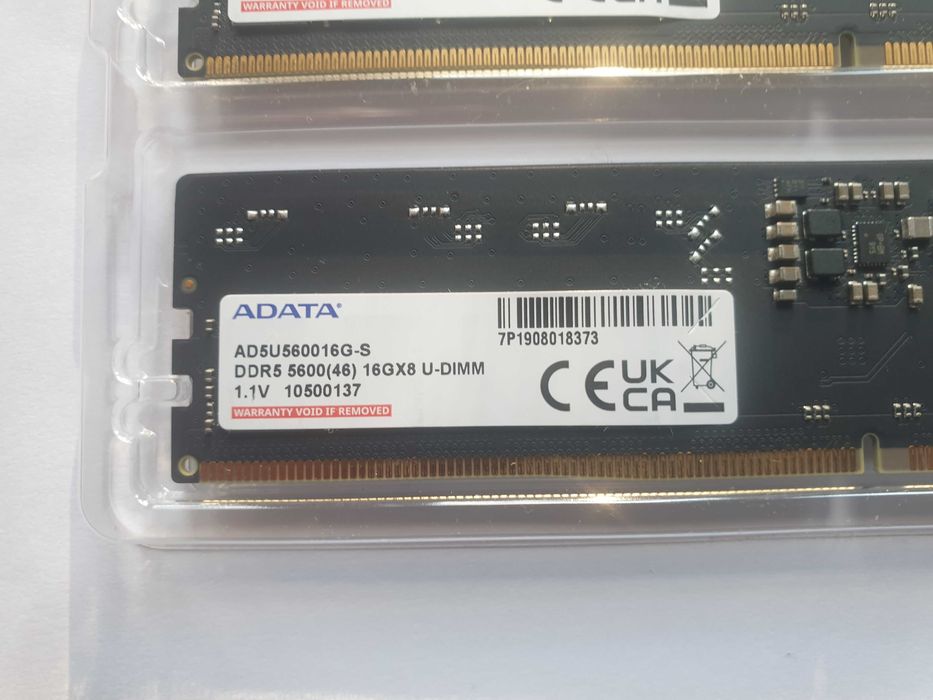 WARRANTY VOID IF REMOVED
ADATA®
7P1908018373
AD5U560016G-S
DDR5 5600(46) 16GX8 U-DIMM
1.1V 10500137
WARRANTY VOID IF REMOVED
CE UK CA